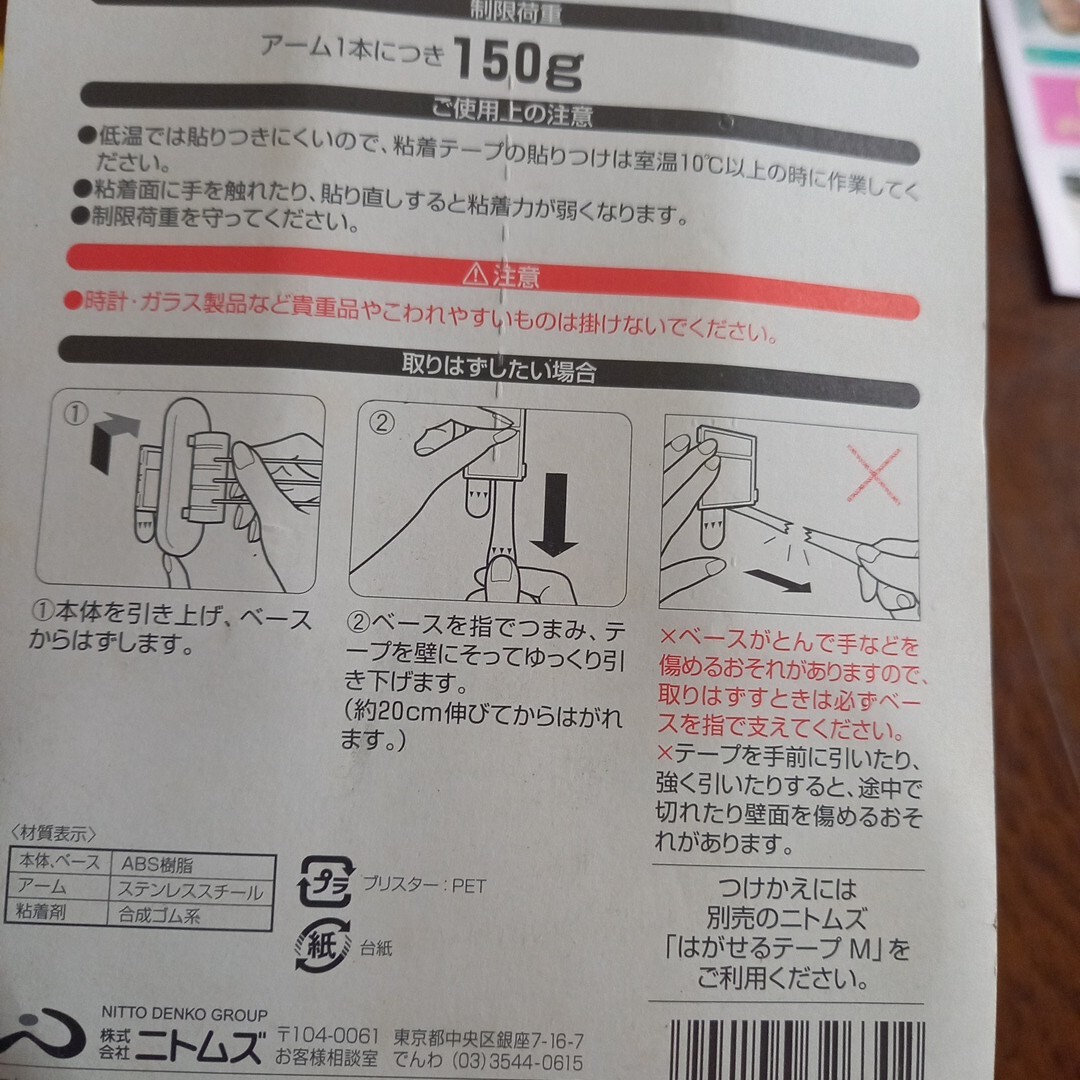 制限荷重
アーム1本につき 150g
ご使用上の注意
●低温では貼りつきにくいので、粘着テープの貼りつけは室温10℃以上の時に作業してく
ださい。
●粘着面に手を触れたり、貼り直しすると粘着力が弱くなります。
●制限荷重を守ってください。
⚠注意
●時計・ガラス製品など貴重品やこわれやすいものは掛けないでください。
取りはずしたい場合
①
①本体を引き上げ、ベース
からはずします。
②
②ベースを指でつまみ、テ
ープを壁にそってゆっくり引
き下げます。
(約20cm伸びてからはがれ
ます。)
×ベースがとんで手などを
傷めるおそれがありますので、
取りはずすときは必ずベー
スを指で支えてください。
×テープを手前に引いたり、
強く引いたりすると、途中で
切れたり壁面を傷めるおそ
れがあります。
〈材質表示〉
本体、ベース ABS樹脂
アーム ステンレススチール
粘着剤 合成ゴム系
プラ ブリスター:PET
紙 台紙
つけかえには
別売のニトムズ
「はがせるテープ M」を
ご利用ください。
NITTO DENKO GROUP
株式会社 ニトムズ
〒104-0061 東京都中央区銀座7-16-7
お客様相談室 でんわ (03)3544-0615